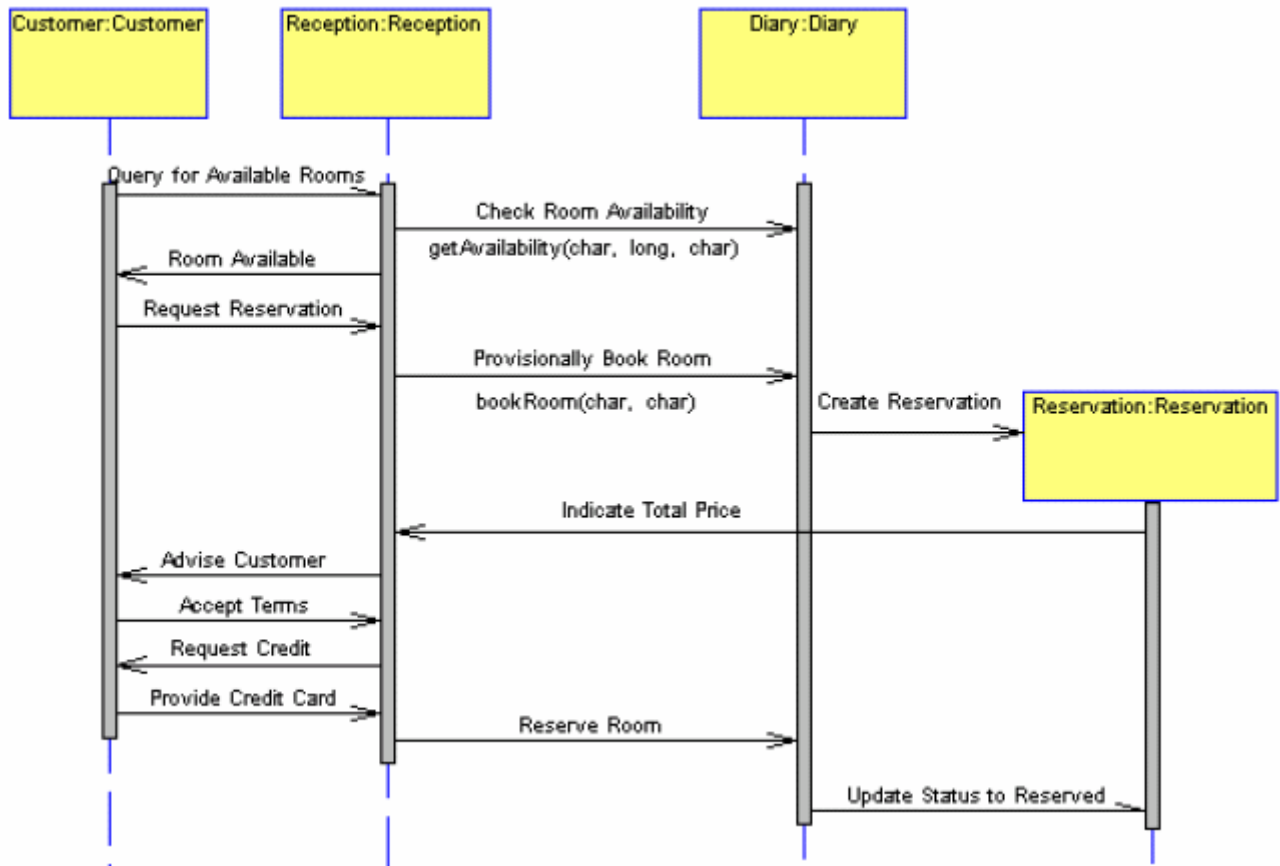 Customer:Customer
Reception:Reception
Diary:Diary
Query for Available Rooms
Check Room Availability
getAvailability(char, long, char)
Room Available
Request Reservation
Provisionally Book Room
bookRoom(char, char)
Create Reservation
Reservation:Reservation
Indicate Total Price
Advise Customer
Accept Terms
Request Credit
Provide Credit Card
Reserve Room
Update Status to Reserved